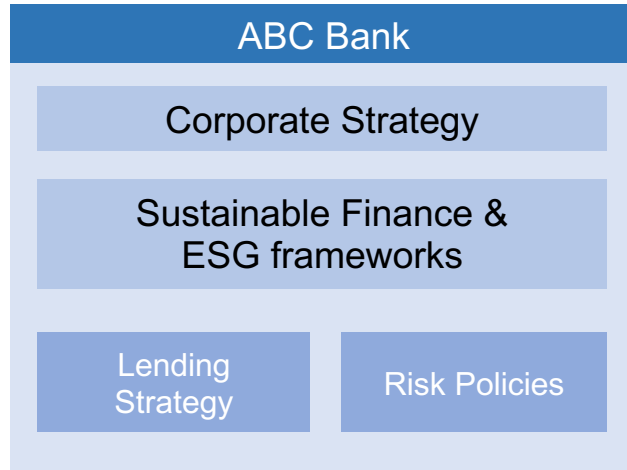 ABC Bank
Corporate Strategy
Sustainable Finance &
ESG frameworks
Lending
Strategy
Risk Policies